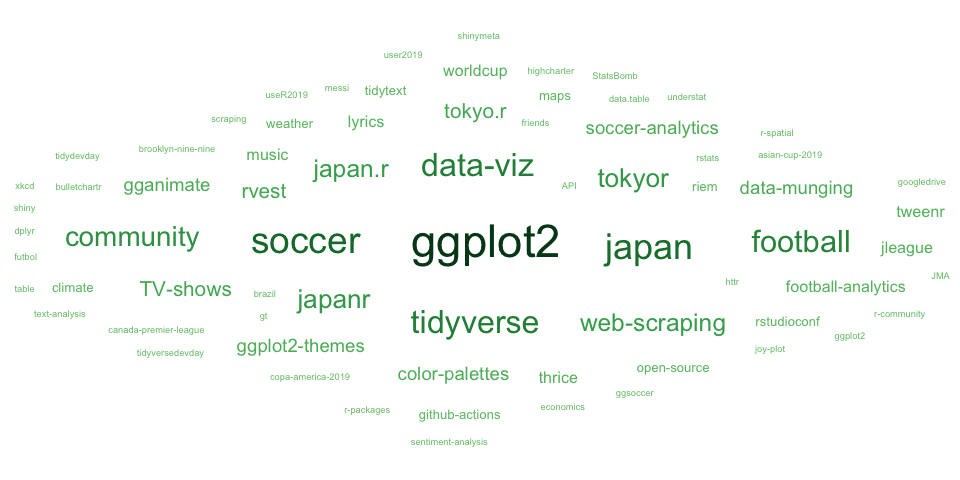 shinymeta
user2019
worldcup
highcharter
StatsBomb
useR2019
messi
tidytext
maps
data.table
understat
scraping
weather
lyrics
tokyo.r
friends
soccer-analytics
r-spatial
tidydevday
brooklyn-nine-nine
music
japan.r
data-viz
rstats
asian-cup-2019
xkcd
bulletchartr
gganimate
rvest
API
tokyor
riem
data-munging
googledrive
shiny
tweenr
dplyr
community
soccer
ggplot2
japan
football
jleague
futbol
table
climate
TV-shows
brazil
japanr
httr
football-analytics
JMA
text-analysis
gt
canada-premier-league
tidyverse
web-scraping
rstudioconf
r-community
ggplot2
tidyversedevday
ggplot2-themes
joy-plot
copa-america-2019
color-palettes
thrice
open-source
ggsoccer
r-packages
github-actions
economics
sentiment-analysis